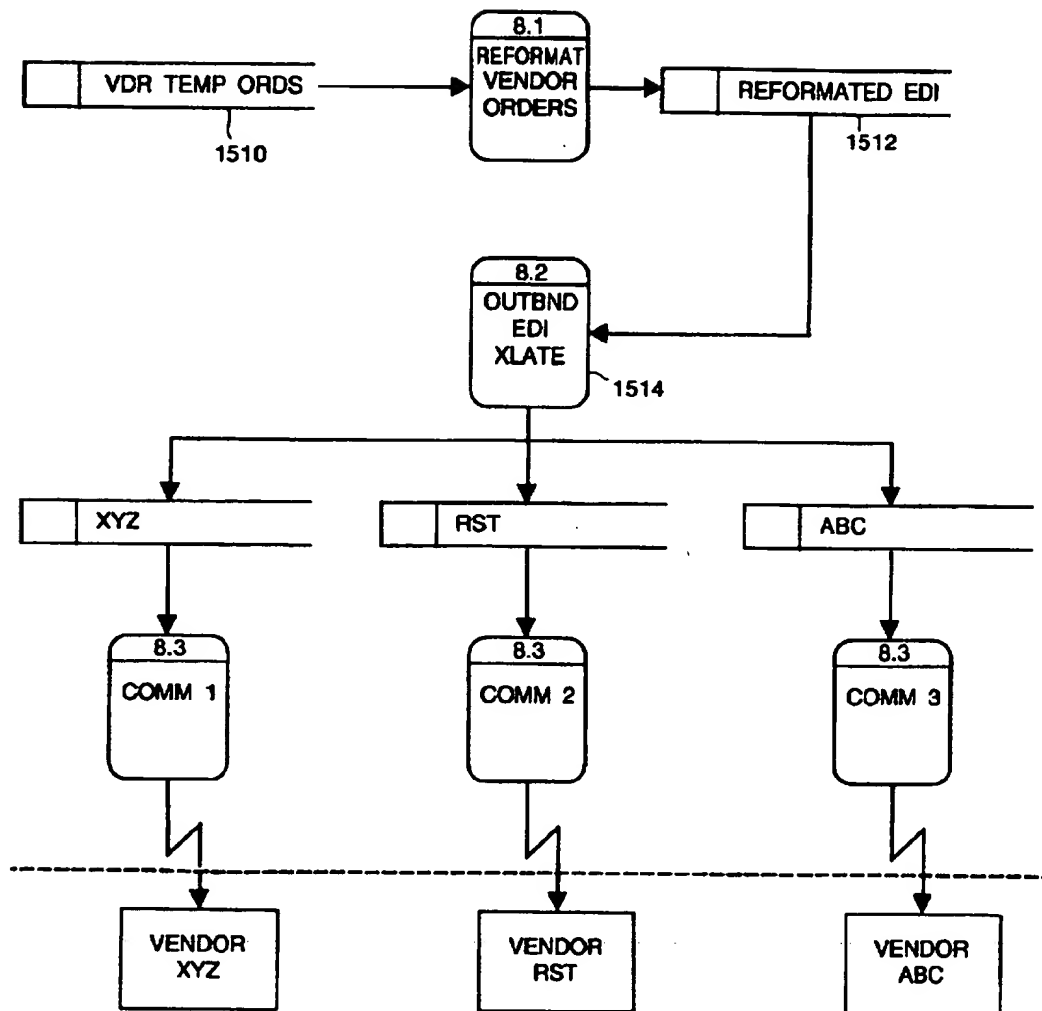 8.1
REFORMAT
VENDOR
ORDERS
VDR TEMP ORDS
REFORMATED EDI
1510
1512
8.2
OUTBND
EDI
XLATE
1514
XYZ
RST
ABC
8.3
COMM 1
8.3
COMM 2
8.3
COMM 3
VENDOR
XYZ
VENDOR
RST
VENDOR
ABC